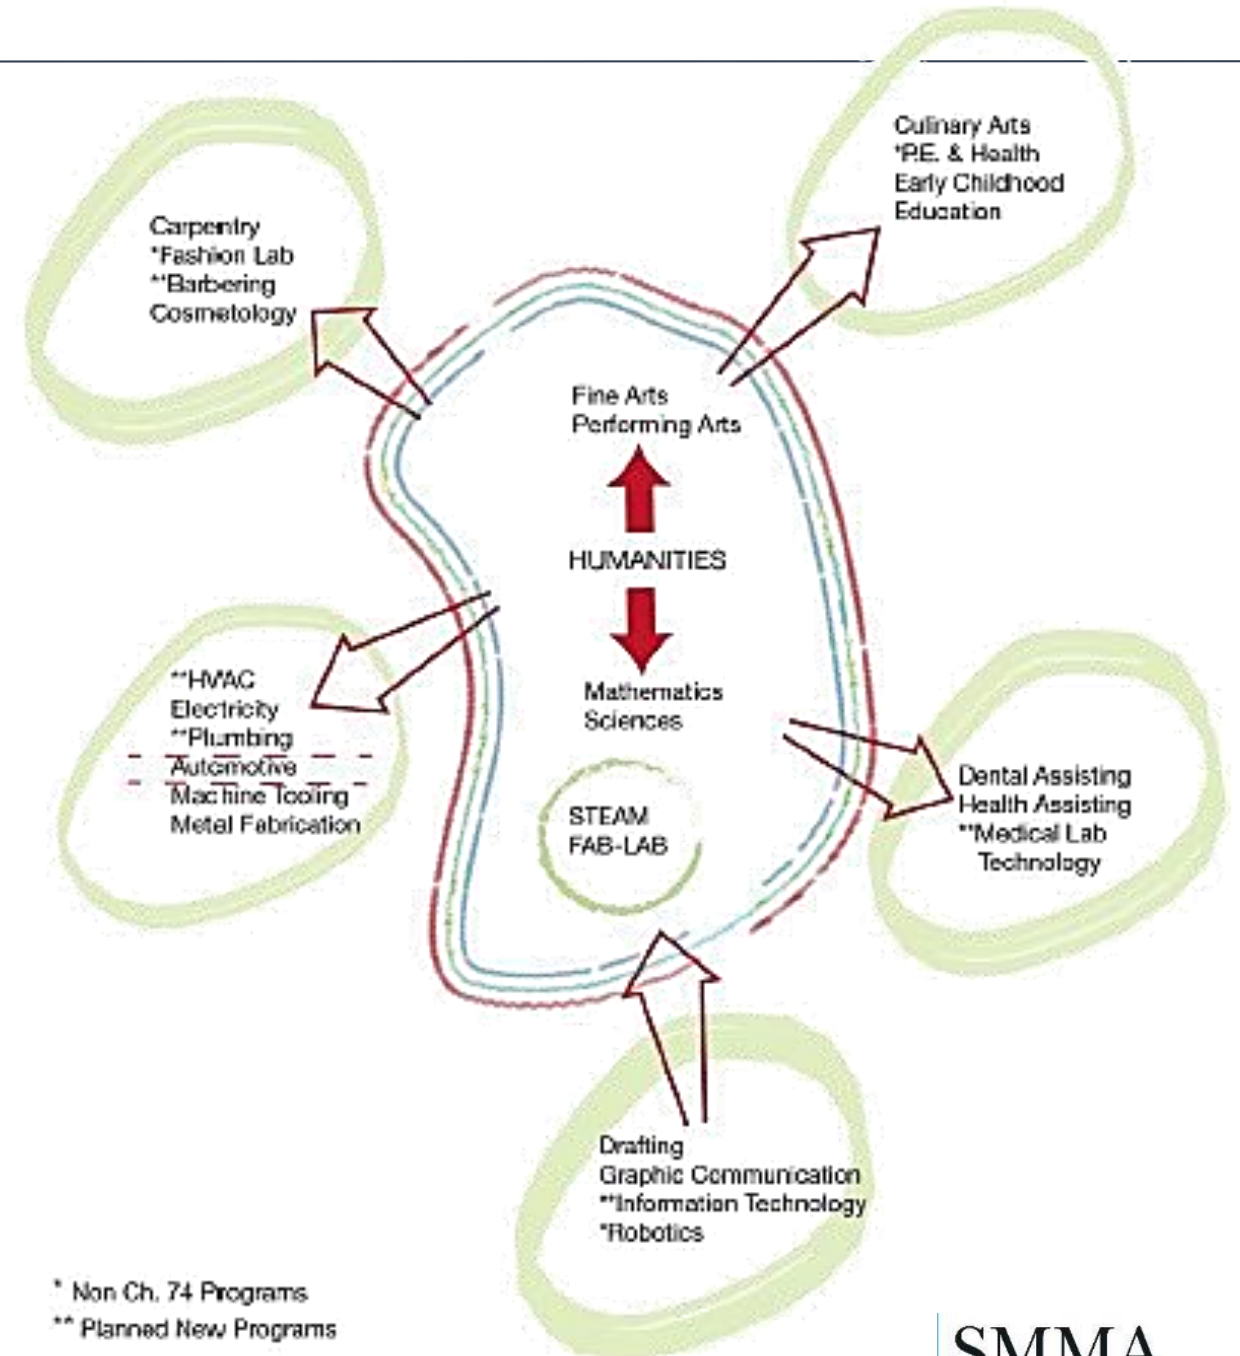 Culinary Arts
*P.E. & Health
Early Childhood
Education
Carpentry
*Fashion Lab
**Barbering
Cosmetology
Fine Arts
Performing Arts
HUMANITIES
Mathematics
Sciences
STEAM
FAB-LAB
**HVAC
Electricity
**Plumbing
Automotive
Machine Tooling
Metal Fabrication
Dental Assisting
Health Assisting
**Medical Lab
Technology
Drafting
Graphic Communication
**Information Technology
*Robotics
* Non Ch. 74 Programs
** Planned New Programs
SMMA